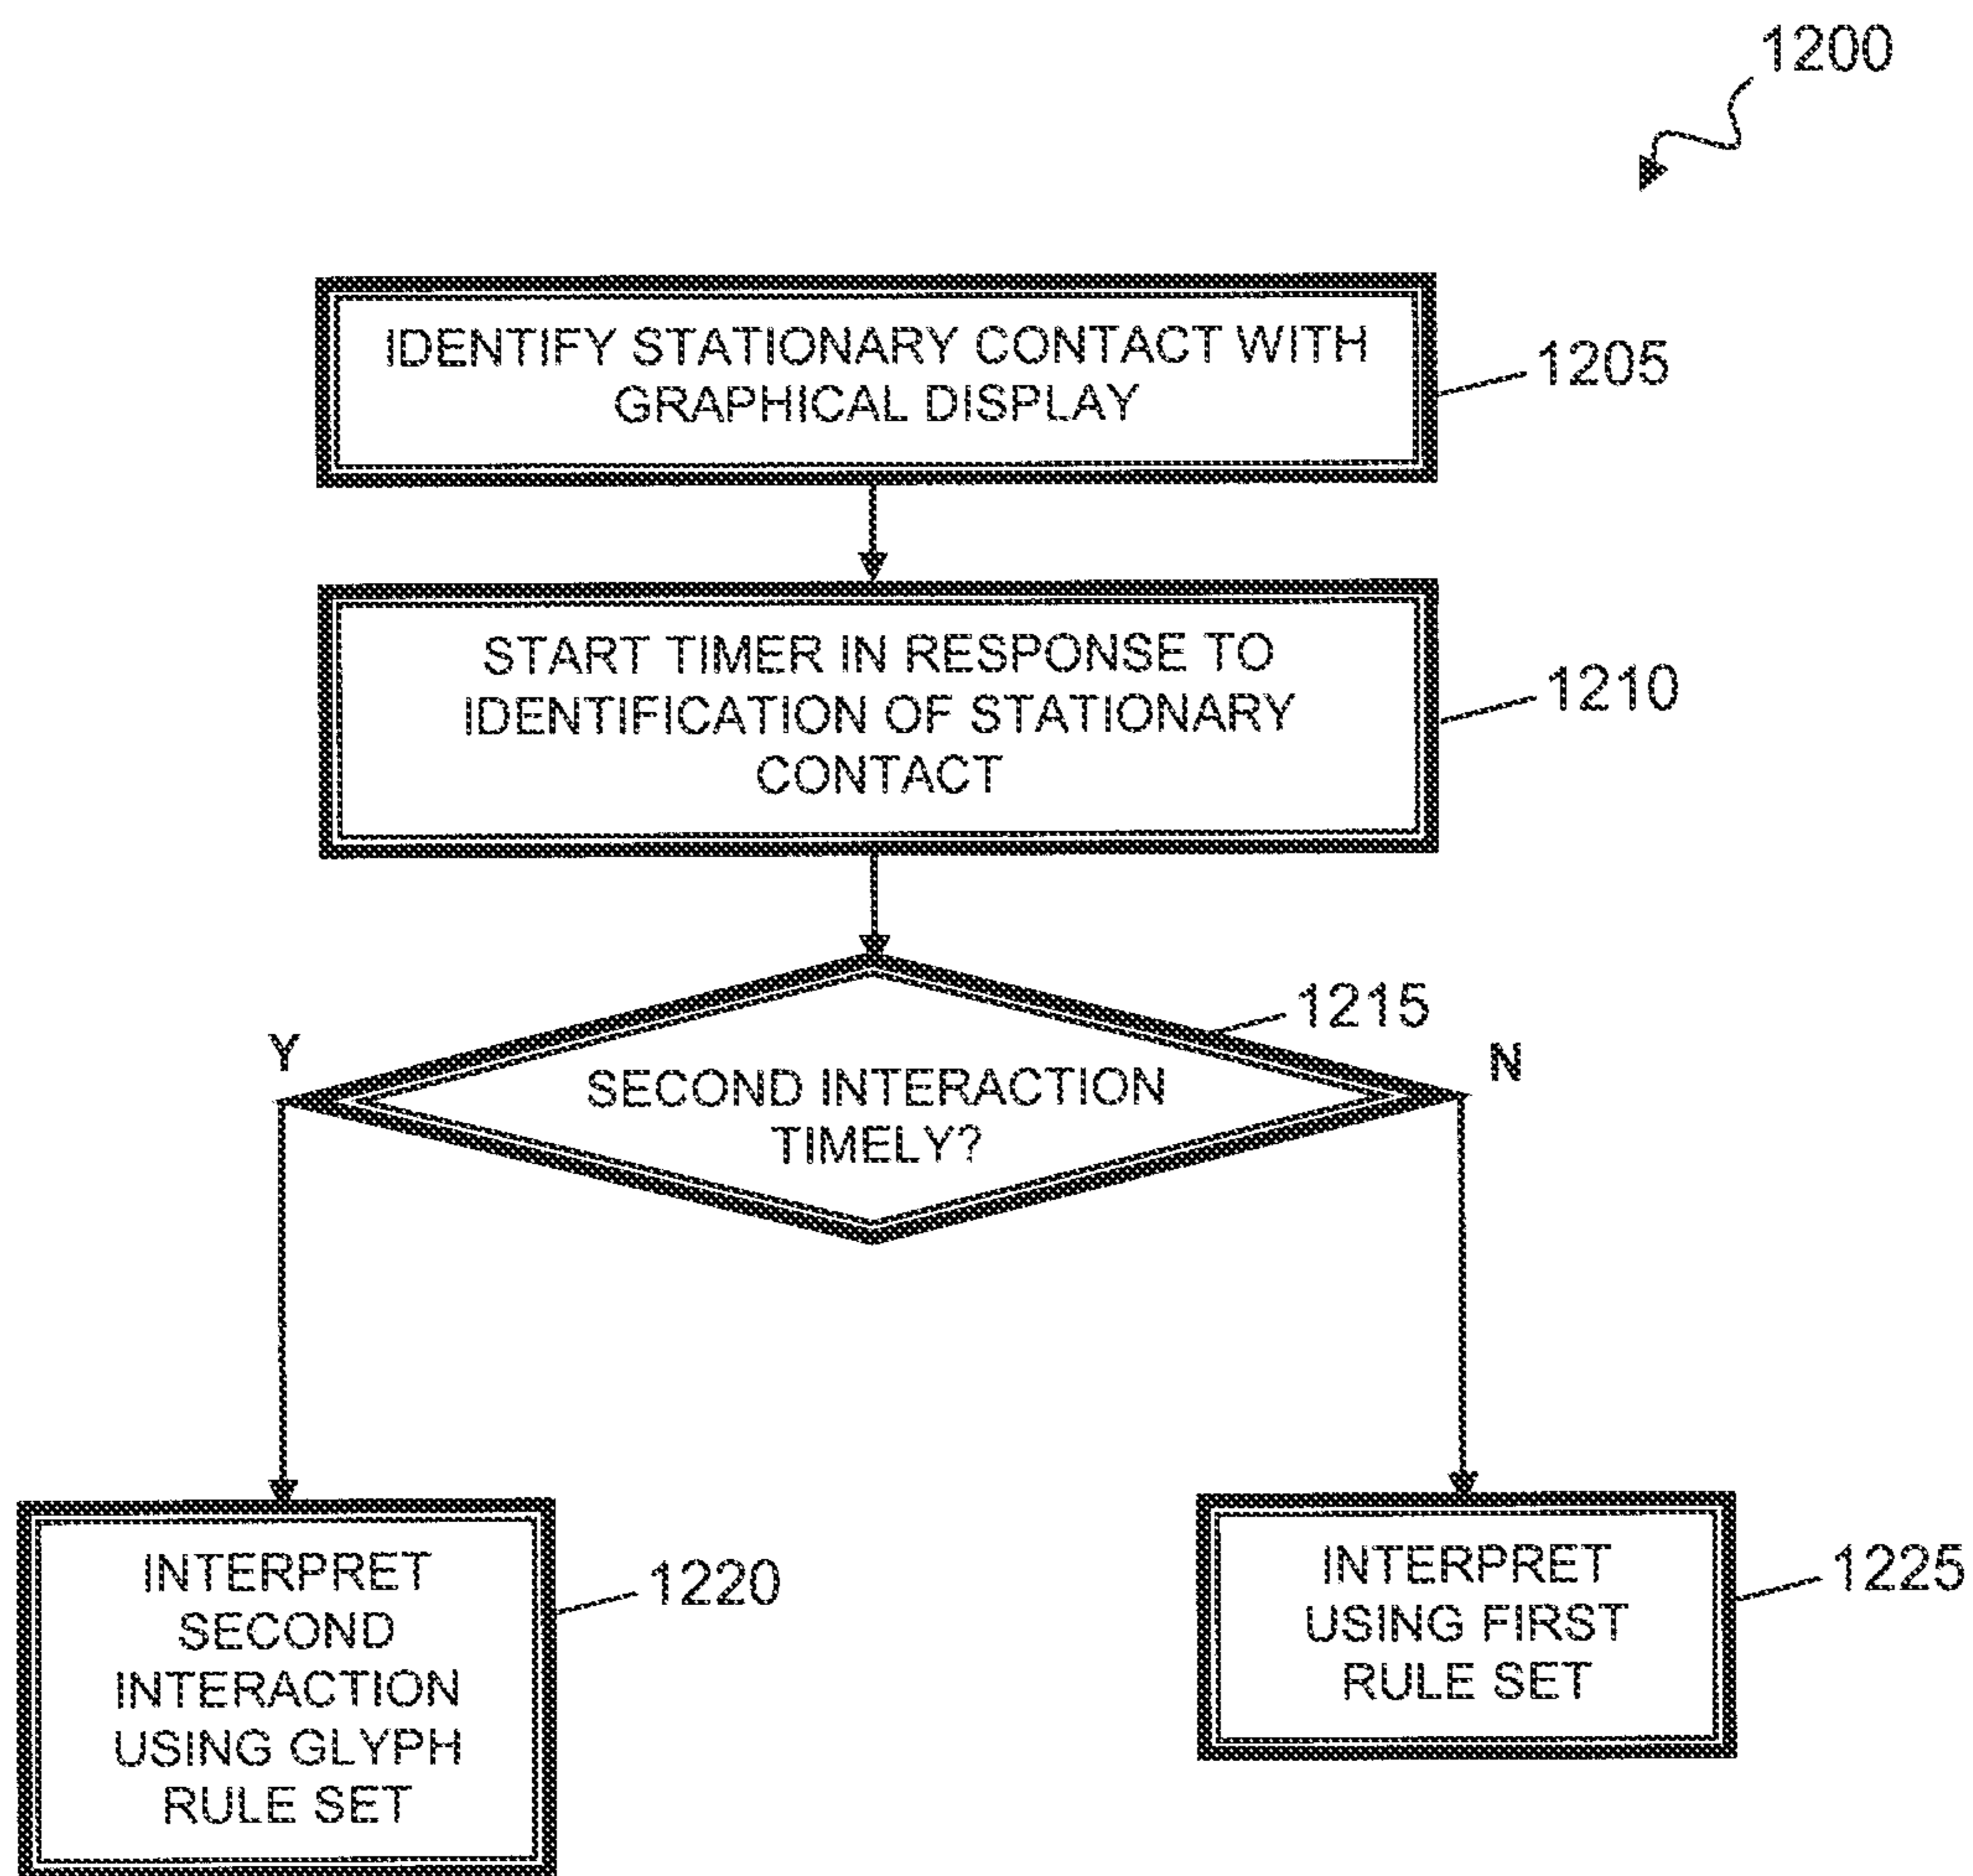 1200
IDENTIFY STATIONARY CONTACT WITH
GRAPHICAL DISPLAY
1205
START TIMER IN RESPONSE TO
IDENTIFICATION OF STATIONARY
CONTACT
1210
1215
Y
N
SECOND INTERACTION
TIMELY?
INTERPRET
SECOND
INTERACTION
USING GLYPH
RULE SET
1220
INTERPRET
USING FIRST
RULE SET
1225